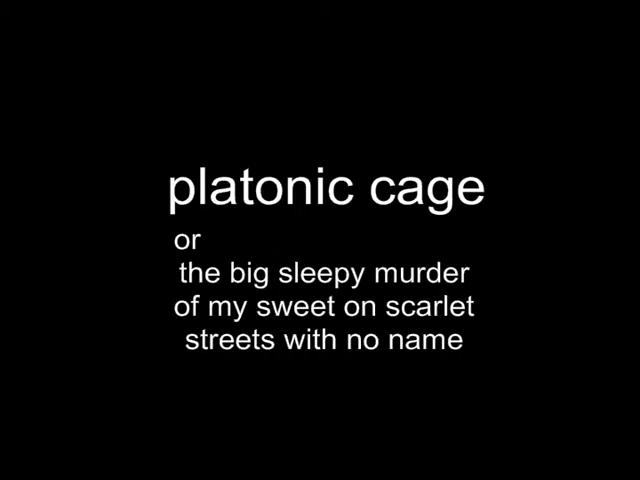 platonic cage
or
the big sleepy murder
of my sweet on scarlet
streets with no name